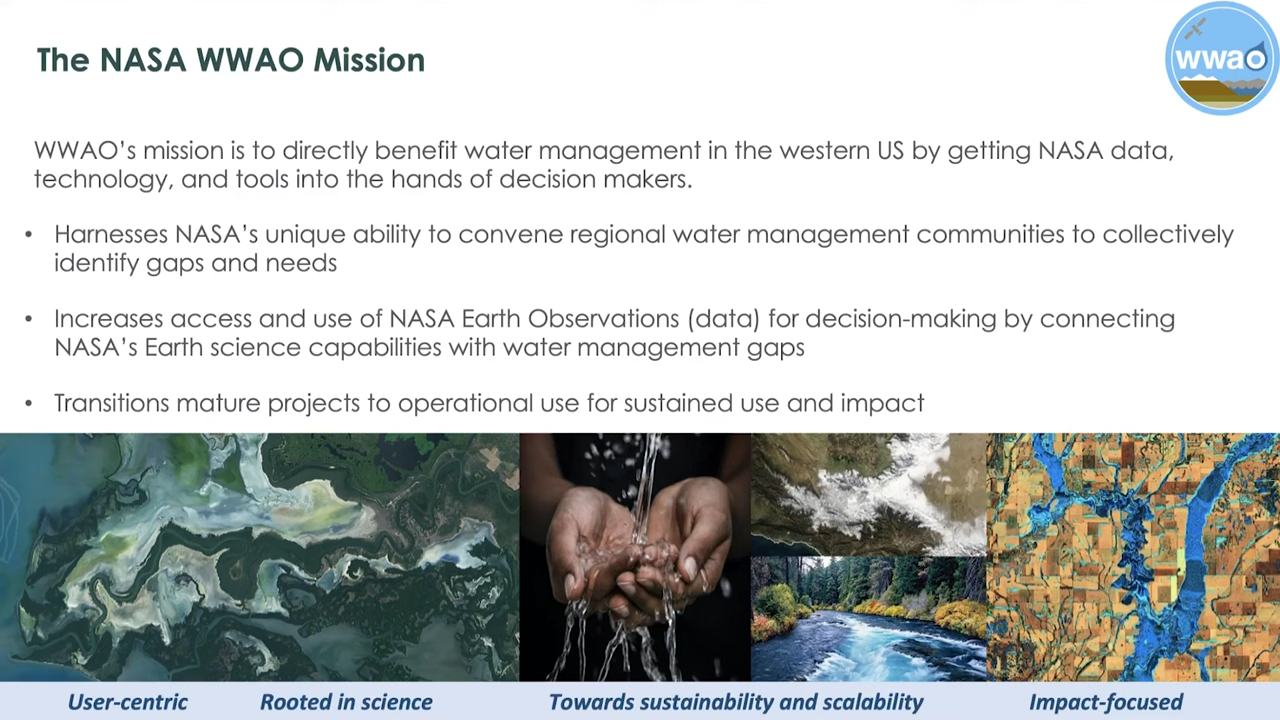 The NASA WWAO Mission
wwao
WWAO’s mission is to directly benefit water management in the western US by getting NASA data,
technology, and tools into the hands of decision makers.
• Harnesses NASA’s unique ability to convene regional water management communities to collectively
identify gaps and needs
• Increases access and use of NASA Earth Observations (data) for decision-making by connecting
NASA’s Earth science capabilities with water management gaps
• Transitions mature projects to operational use for sustained use and impact
User-centric Rooted in science Towards sustainability and scalability Impact-focused